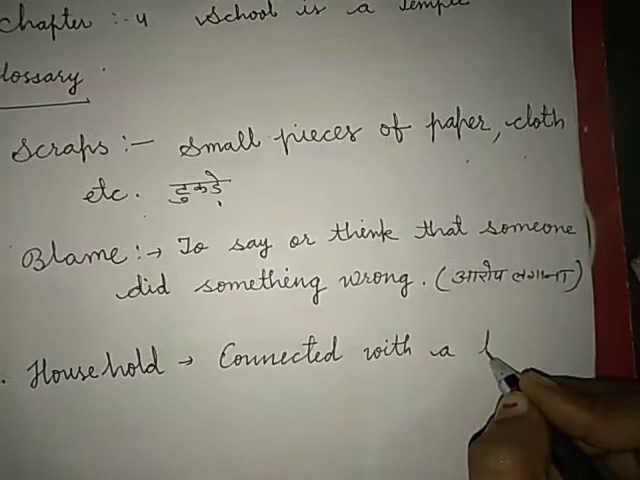 Chapter :- 4 School is a Temple
lossary
Scraps :- Small pieces of paper, cloth
etc. टुकड़े
Blame :→ To say or think that someone
did something wrong. (आरोप लगाना)
Household → Connected with a